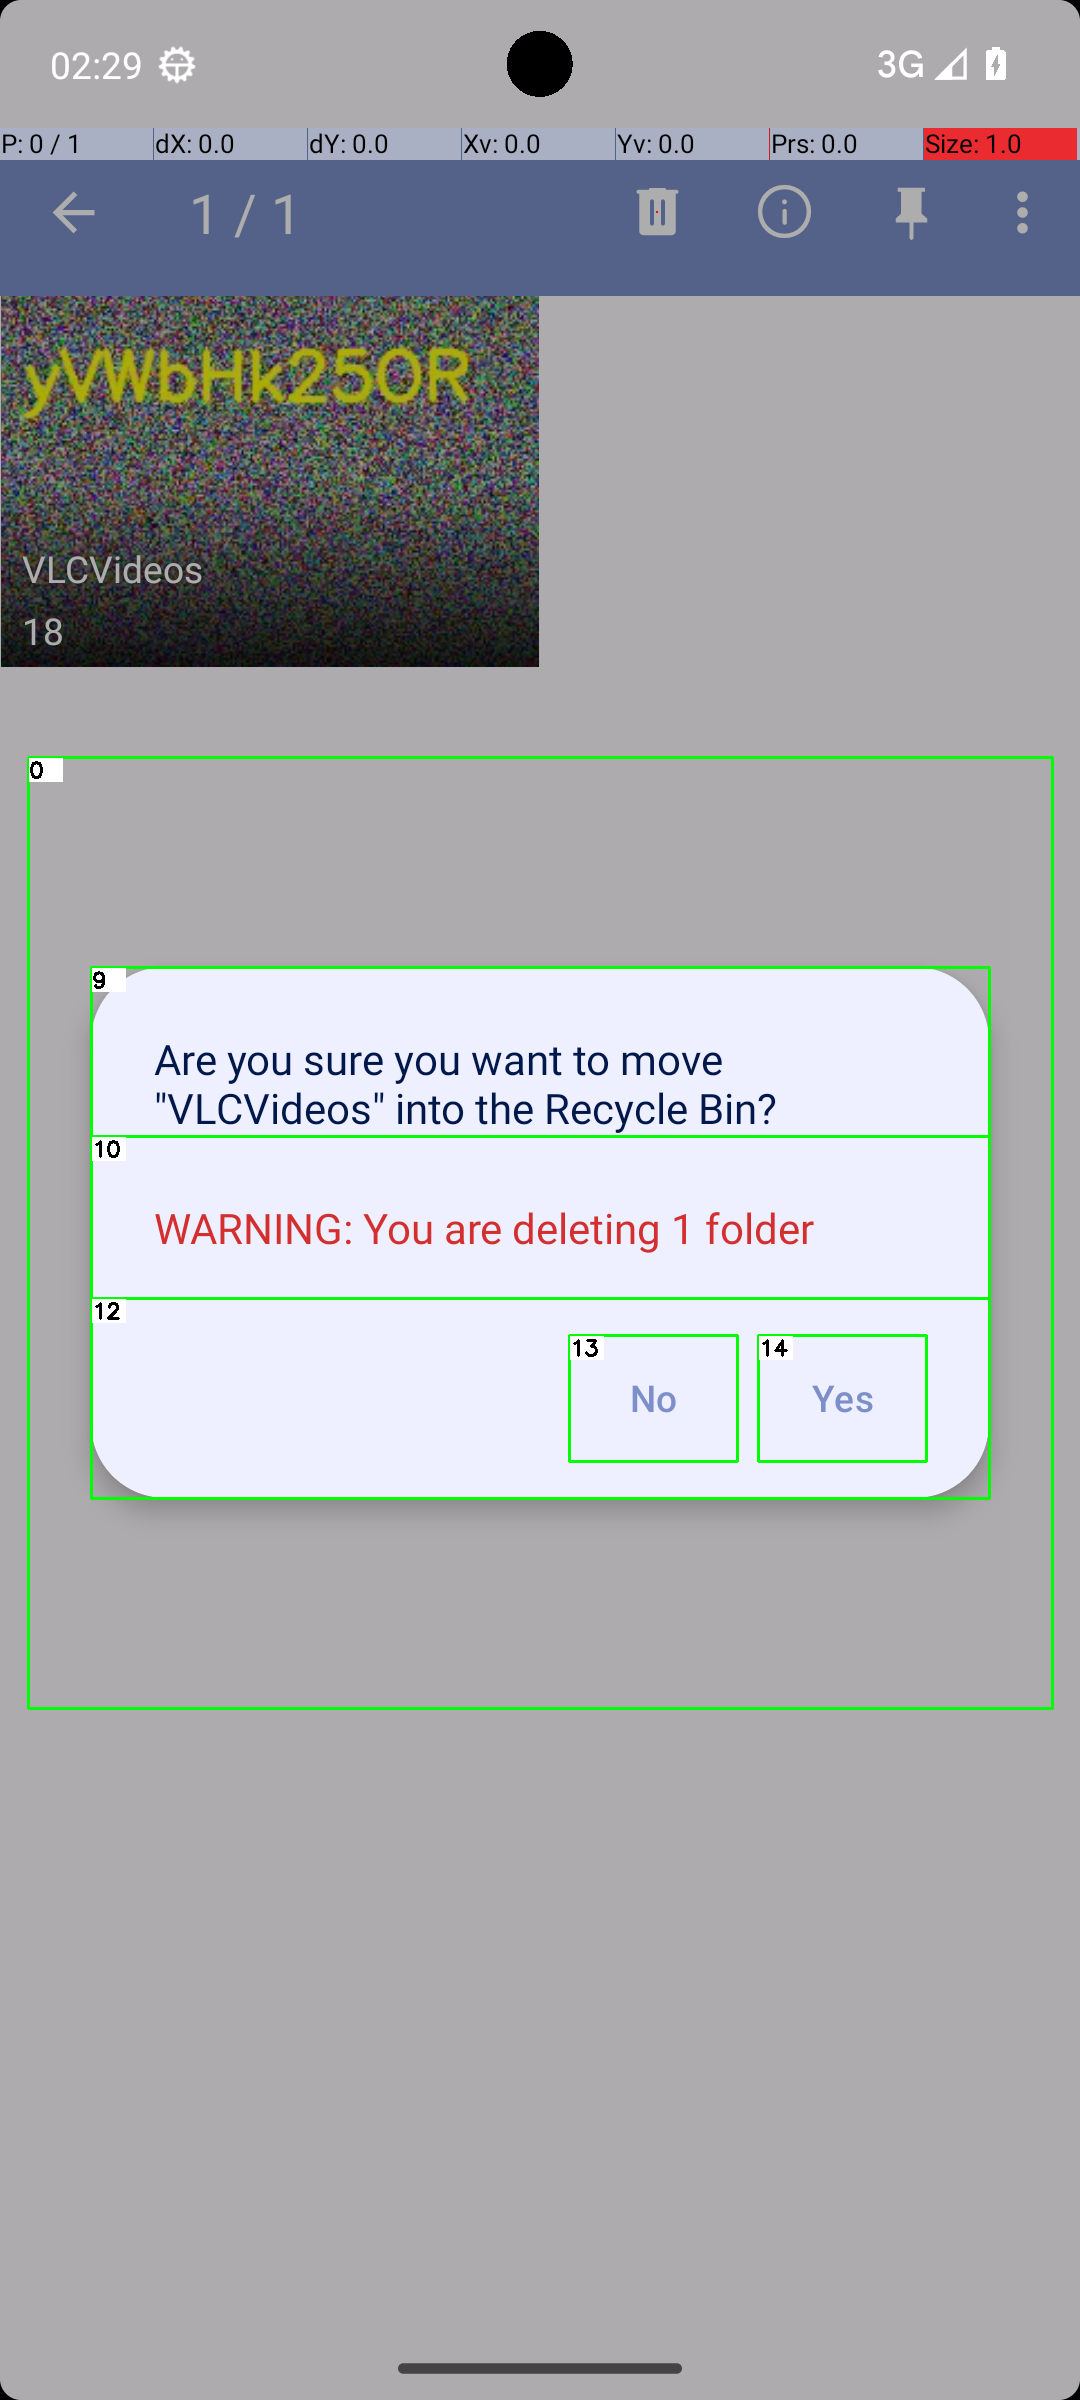 02:29
3G
P: 0 / 1
dX: 0.0
dY: 0.0
Xv: 0.0
Yv: 0.0
Prs: 0.0
Size: 1.0
1 / 1
yVWbHk25OR
VLCVideos
18
0
9
Are you sure you want to move
"VLCVideos" into the Recycle Bin?
10
WARNING: You are deleting 1 folder
12
13
No
14
Yes